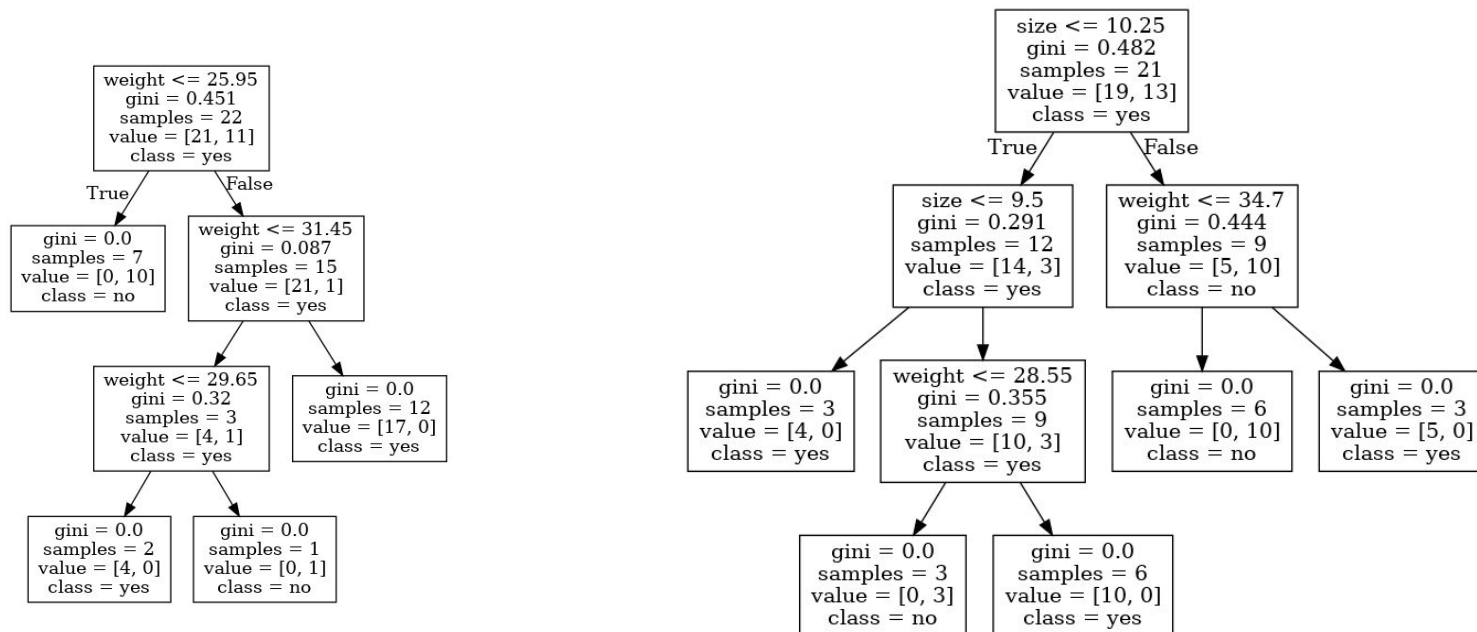 weight <= 25.95
gini = 0.451
samples = 22
value = [21, 11]
class = yes
True
False
gini = 0.0
samples = 7
value = [0, 10]
class = no
weight <= 31.45
gini = 0.087
samples = 15
value = [21, 1]
class = yes
weight <= 29.65
gini = 0.32
samples = 3
value = [4, 1]
class = yes
gini = 0.0
samples = 12
value = [17, 0]
class = yes
gini = 0.0
samples = 2
value = [4, 0]
class = yes
gini = 0.0
samples = 1
value = [0, 1]
class = no
size <= 10.25
gini = 0.482
samples = 21
value = [19, 13]
class = yes
True
False
size <= 9.5
gini = 0.291
samples = 12
value = [14, 3]
class = yes
weight <= 34.7
gini = 0.444
samples = 9
value = [5, 10]
class = no
gini = 0.0
samples = 3
value = [4, 0]
class = yes
weight <= 28.55
gini = 0.355
samples = 9
value = [10, 3]
class = yes
gini = 0.0
samples = 6
value = [0, 10]
class = no
gini = 0.0
samples = 3
value = [5, 0]
class = yes
gini = 0.0
samples = 3
value = [0, 3]
class = no
gini = 0.0
samples = 6
value = [10, 0]
class = yes